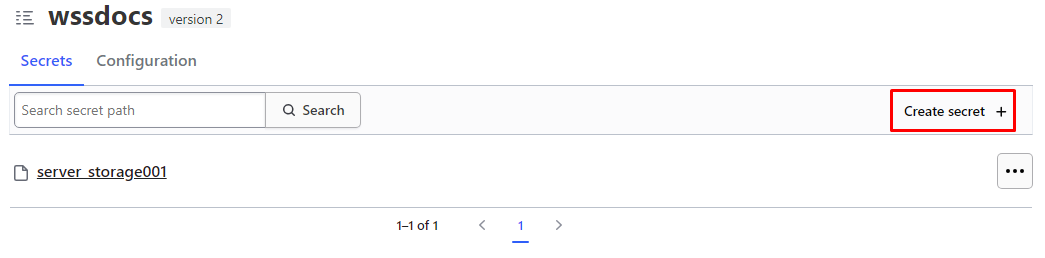 wssdocs version 2
Secrets Configuration
Search secret path Search Create secret +
server_storage001
1–1 of 1 1